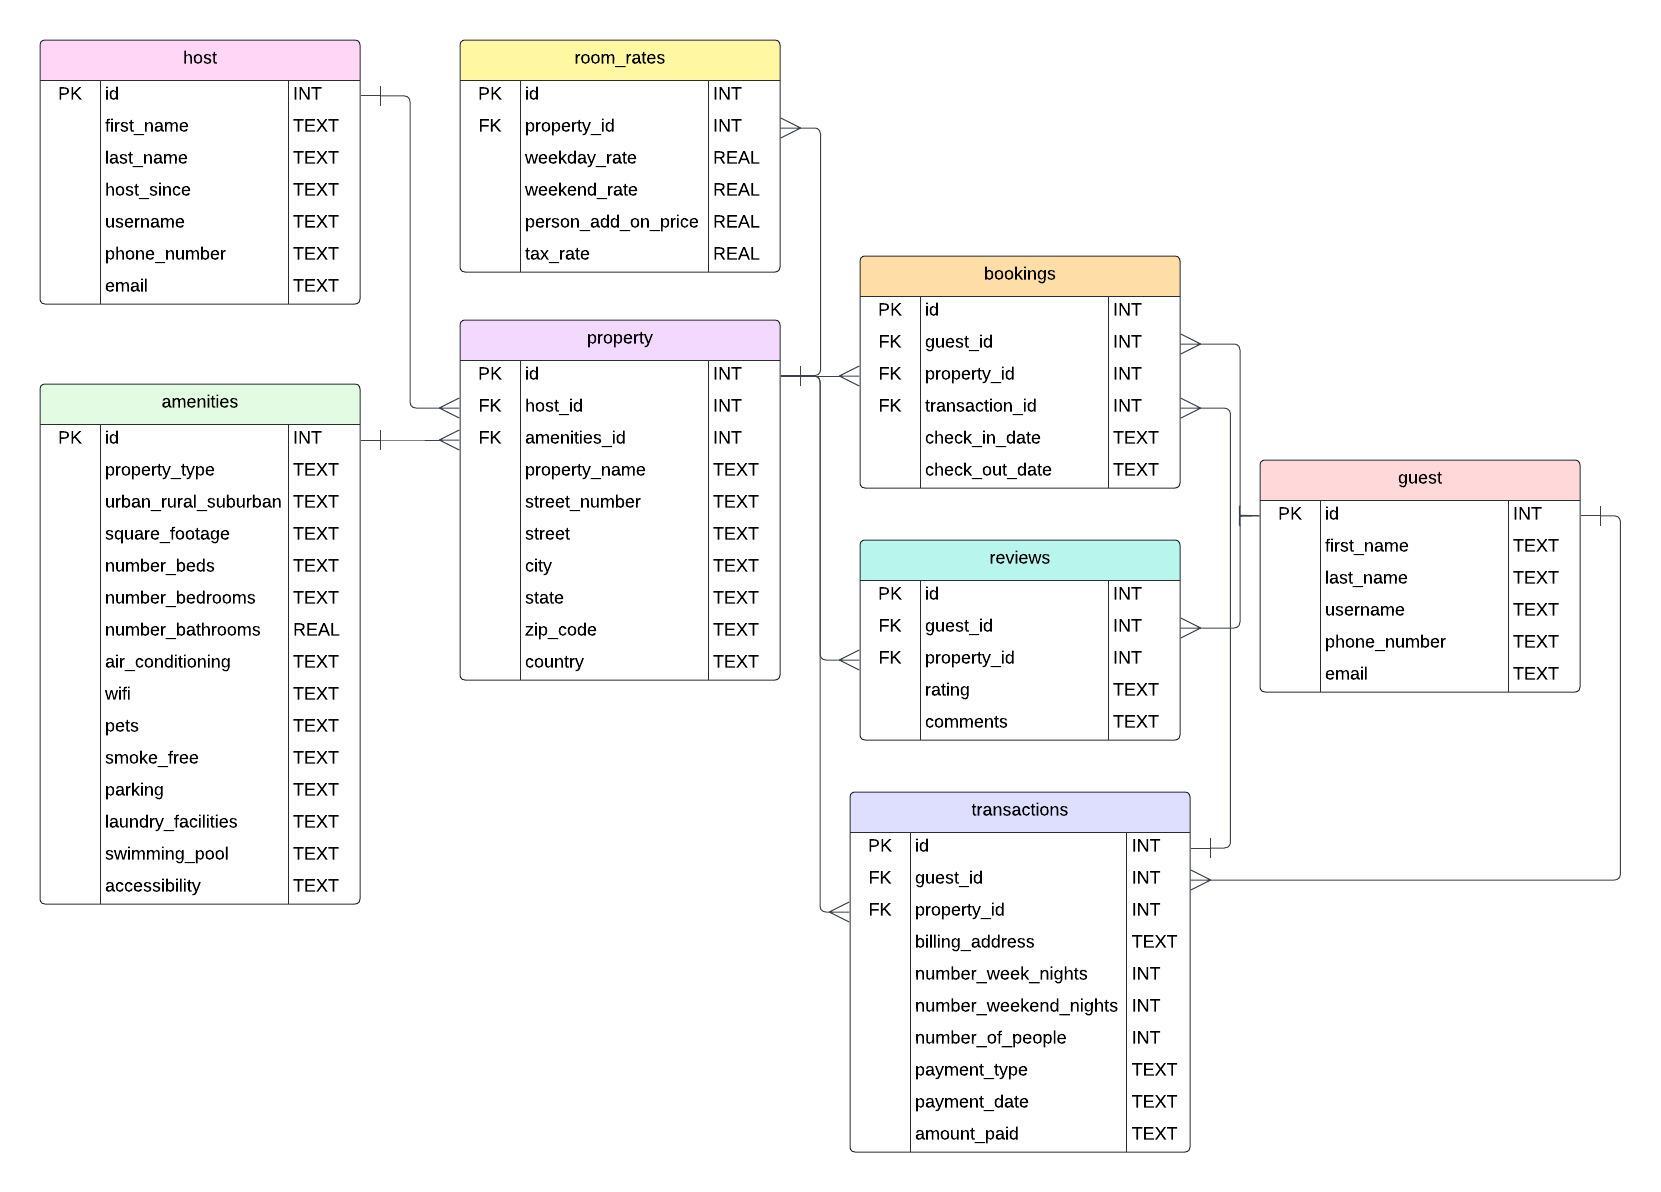 host
PK id INT
first_name TEXT
last_name TEXT
host_since TEXT
username TEXT
phone_number TEXT
email TEXT
room_rates
PK id INT
FK property_id INT
weekday_rate REAL
weekend_rate REAL
person_add_on_price REAL
tax_rate REAL
amenities
PK id INT
property_type TEXT
urban_rural_suburban TEXT
square_footage TEXT
number_beds TEXT
number_bedrooms TEXT
number_bathrooms REAL
air_conditioning TEXT
wifi TEXT
pets TEXT
smoke_free TEXT
parking TEXT
laundry_facilities TEXT
swimming_pool TEXT
accessibility TEXT
property
PK id INT
FK host_id INT
FK amenities_id INT
property_name TEXT
street_number TEXT
street TEXT
city TEXT
state TEXT
zip_code TEXT
country TEXT
bookings
PK id INT
FK guest_id INT
FK property_id INT
FK transaction_id INT
check_in_date TEXT
check_out_date TEXT
reviews
PK id INT
FK guest_id INT
FK property_id INT
rating TEXT
comments TEXT
guest
PK id INT
first_name TEXT
last_name TEXT
username TEXT
phone_number TEXT
email TEXT
transactions
PK id INT
FK guest_id INT
FK property_id INT
billing_address TEXT
number_week_nights INT
number_weekend_nights INT
number_of_people INT
payment_type TEXT
payment_date TEXT
amount_paid TEXT